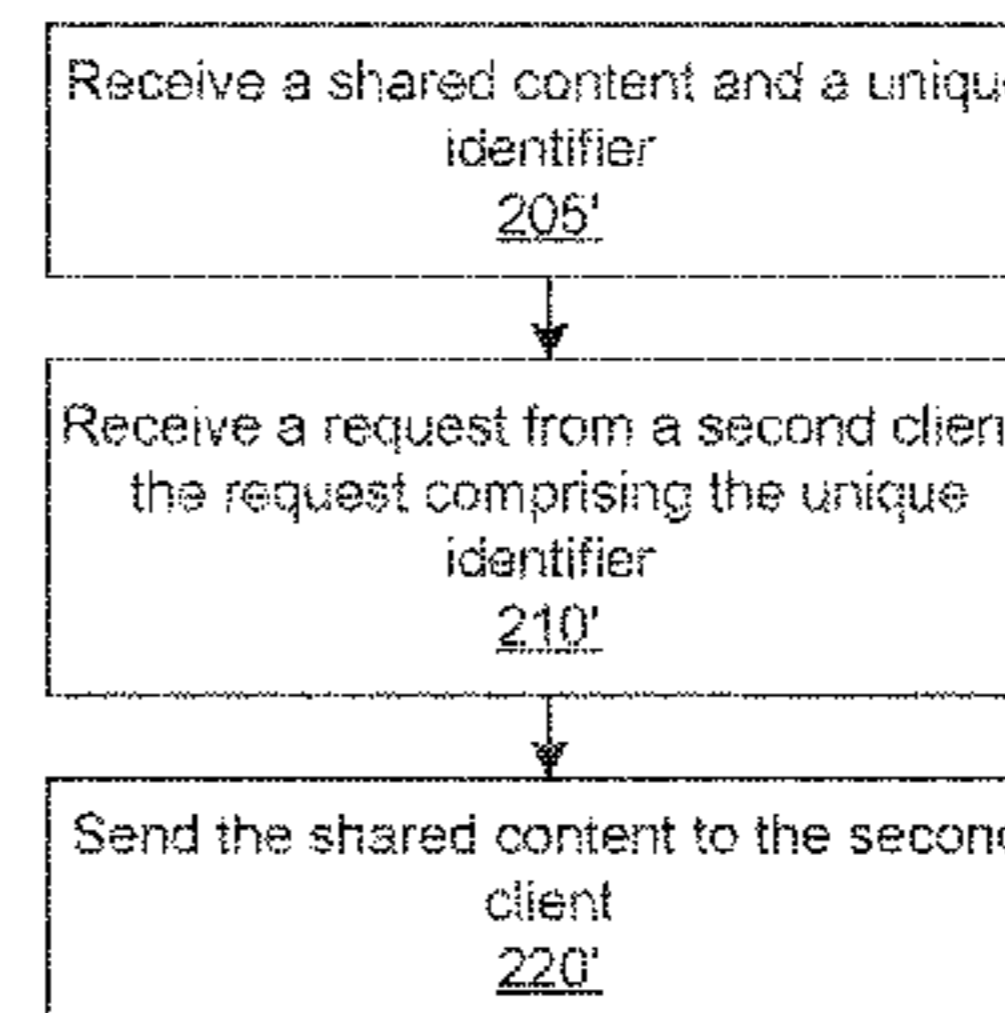 Receive a shared content and a uniqu
identifier
205'
Receive a request from a second clien
the request comprising the unique
identifier
210'
Send the shared content to the secon
client
220'